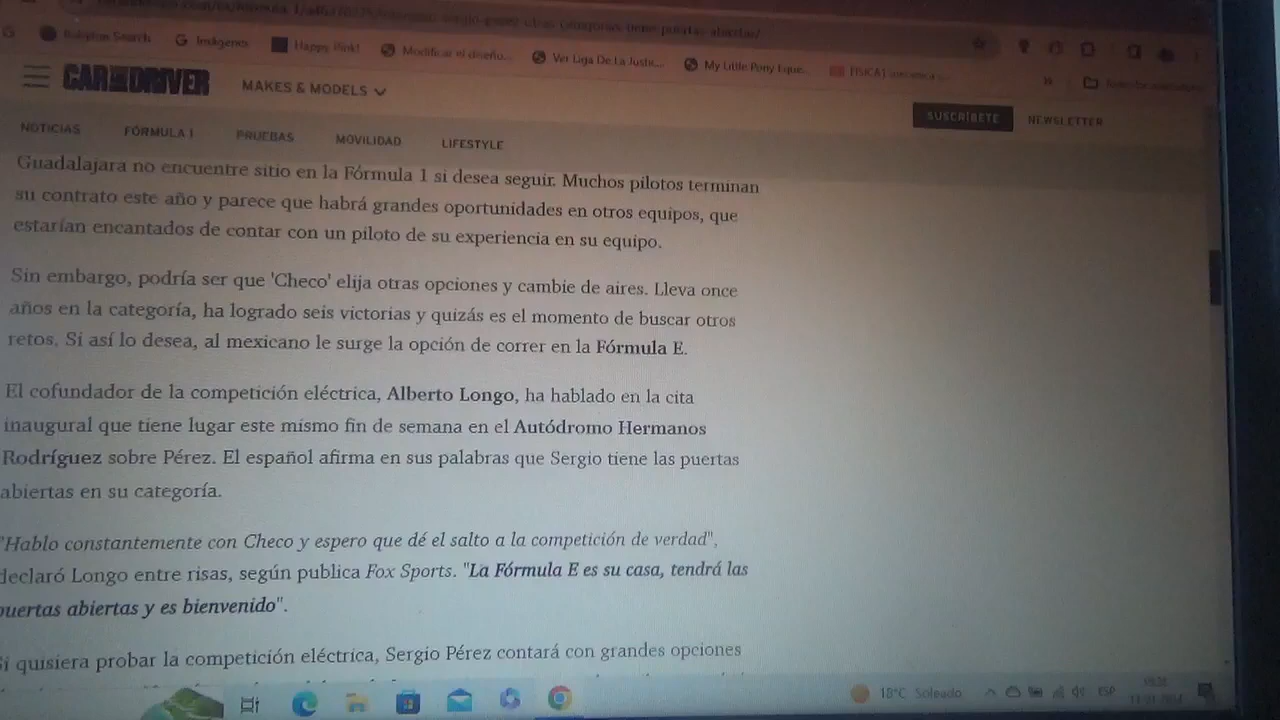 Babylon Search
Imágenes
Happy Pink!
Modificar el diseño...
Ver Liga De La Justic...
My Little Pony Eque...
CAR AND DRIVER
MAKES & MODELS
SUSCRÍBETE
NEWSLETTER
NOTICIAS
FÓRMULA 1
PRUEBAS
MOVILIDAD
LIFESTYLE
Guadalajara no encuentre sitio en la Fórmula 1 si desea seguir. Muchos pilotos terminan
su contrato este año y parece que habrá grandes oportunidades en otros equipos, que
estarían encantados de contar con un piloto de su experiencia en su equipo.
Sin embargo, podría ser que 'Checo' elija otras opciones y cambie de aires. Lleva once
años en la categoría, ha logrado seis victorias y quizás es el momento de buscar otros
retos. Si así lo desea, al mexicano le surge la opción de correr en la Fórmula E.
El cofundador de la competición eléctrica, Alberto Longo, ha hablado en la cita
inaugural que tiene lugar este mismo fin de semana en el Autódromo Hermanos
Rodríguez sobre Pérez. El español afirma en sus palabras que Sergio tiene las puertas
abiertas en su categoría.
"Hablo constantemente con Checo y espero que dé el salto a la competición de verdad",
declaró Longo entre risas, según publica Fox Sports. "La Fórmula E es su casa, tendrá las
puertas abiertas y es bienvenido".
Si quisiera probar la competición eléctrica, Sergio Pérez contará con grandes opciones
18°C Soleado
ESP